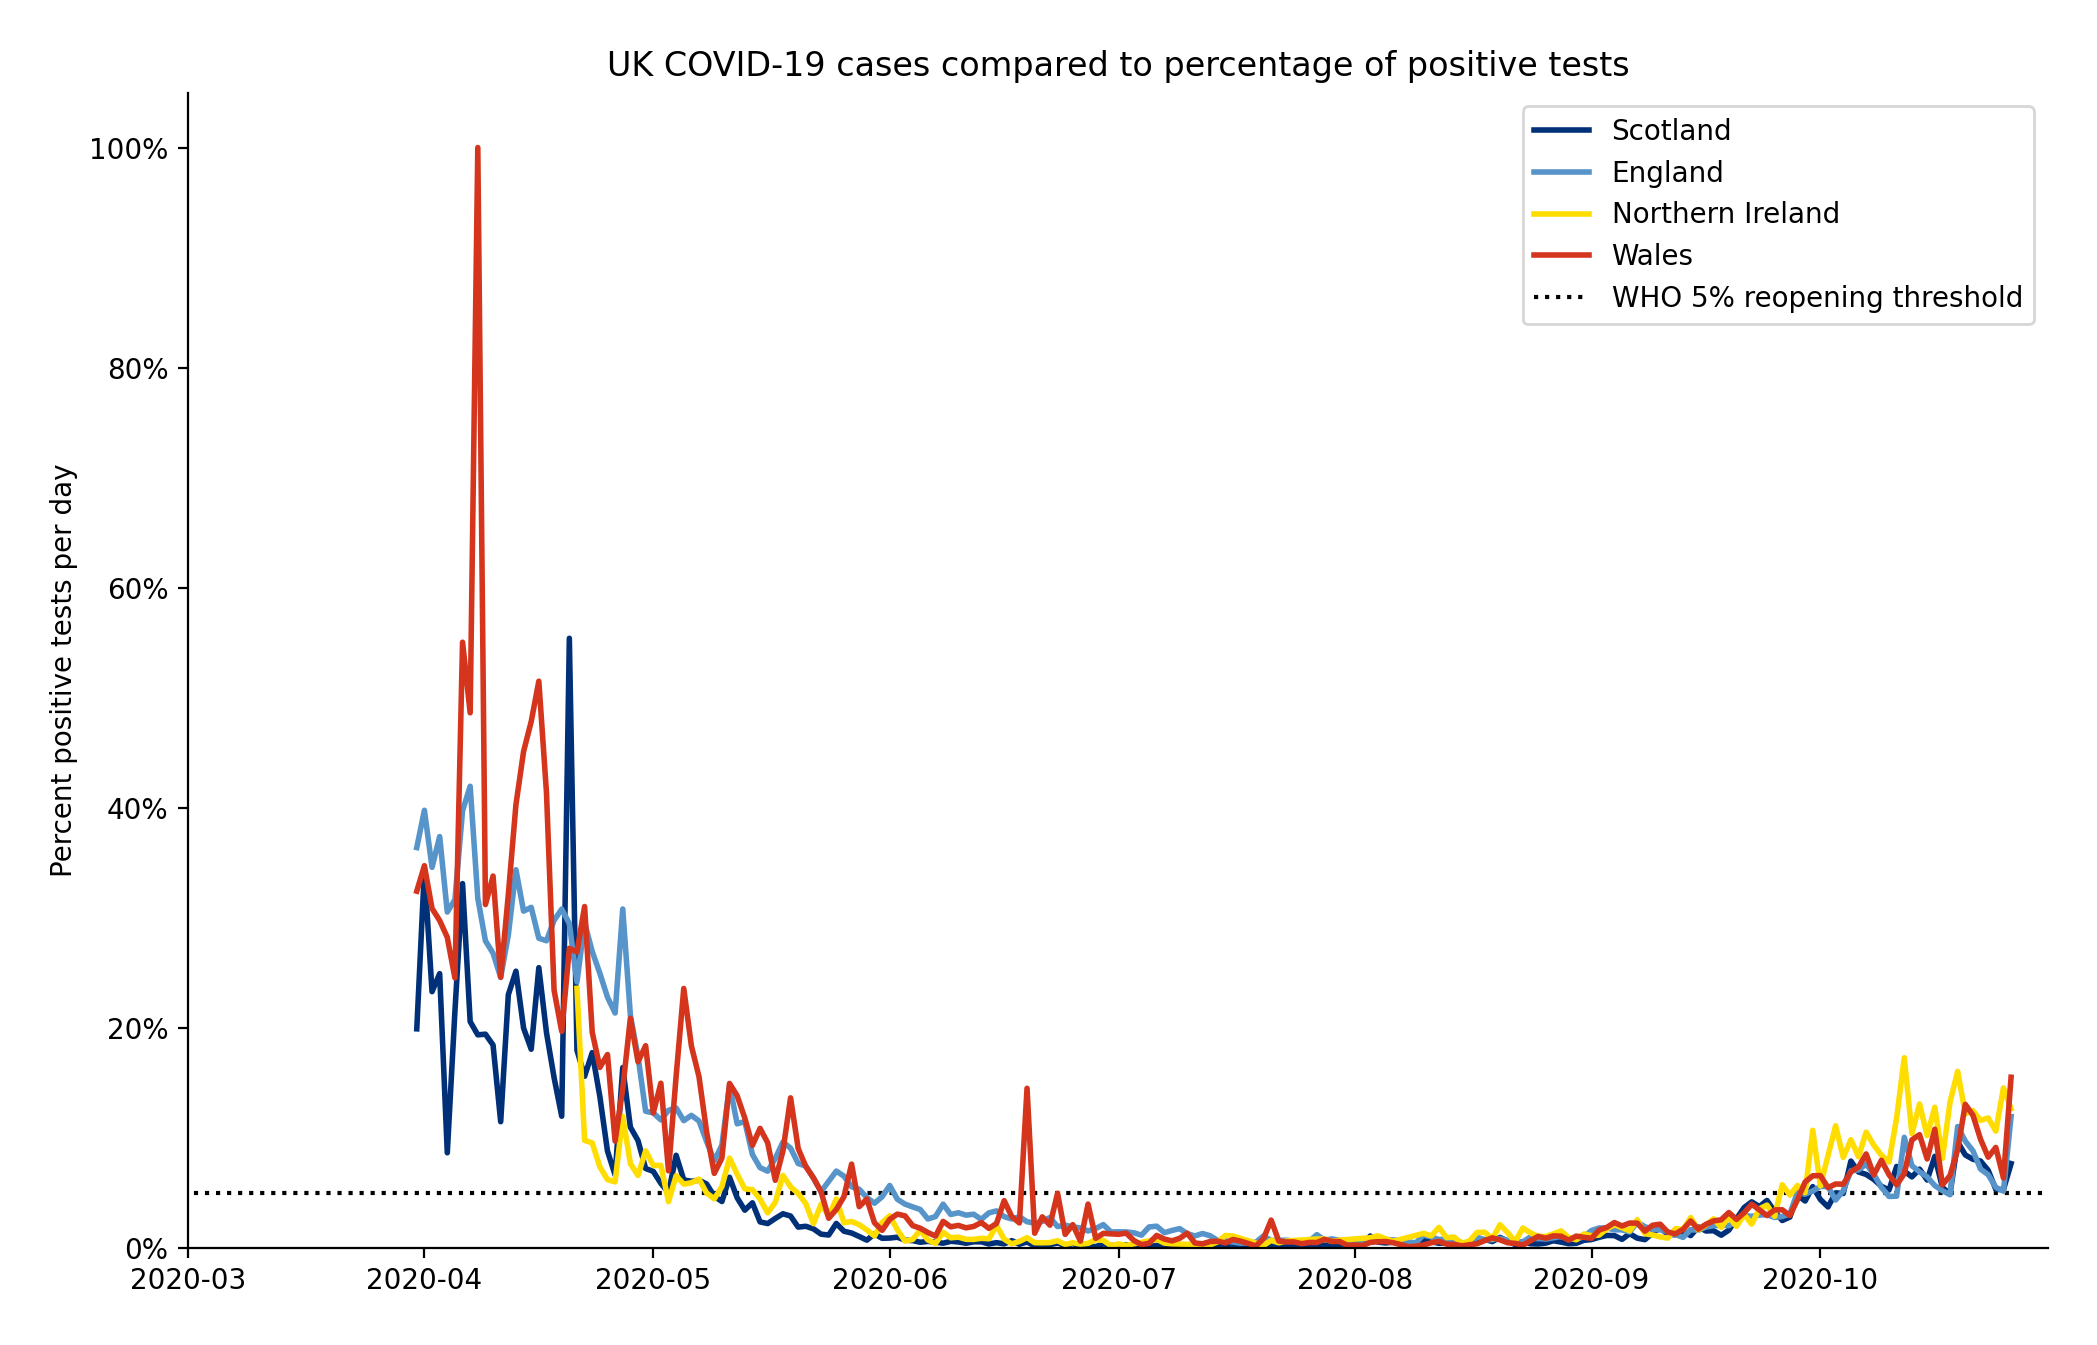 UK COVID-19 cases compared to percentage of positive tests
Scotland
England
Northern Ireland
Wales
WHO 5% reopening threshold
Percent positive tests per day
100%
80%
60%
40%
20%
0%
2020-03 2020-04 2020-05 2020-06 2020-07 2020-08 2020-09 2020-10